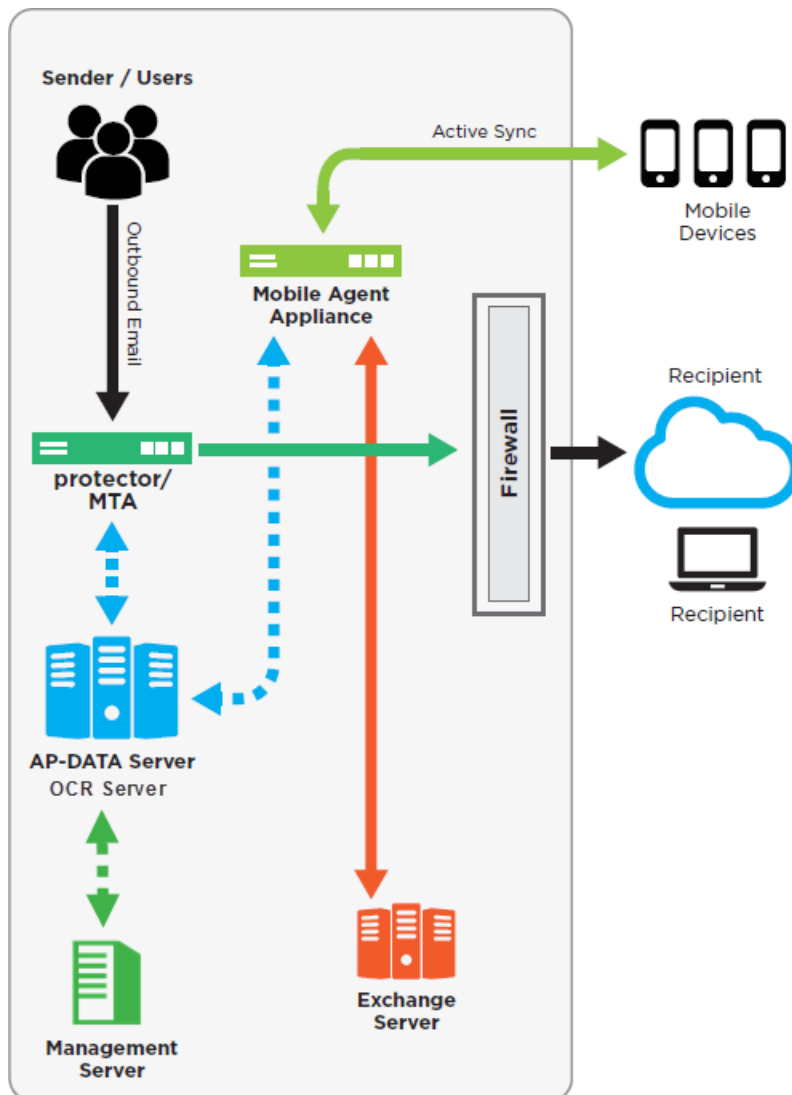 Sender / Users
Active Sync
Mobile
Devices
Outbound Email
Mobile Agent
Appliance
Firewall
Recipient
protector/
MTA
Recipient
AP-DATA Server
OCR Server
Exchange
Server
Management
Server